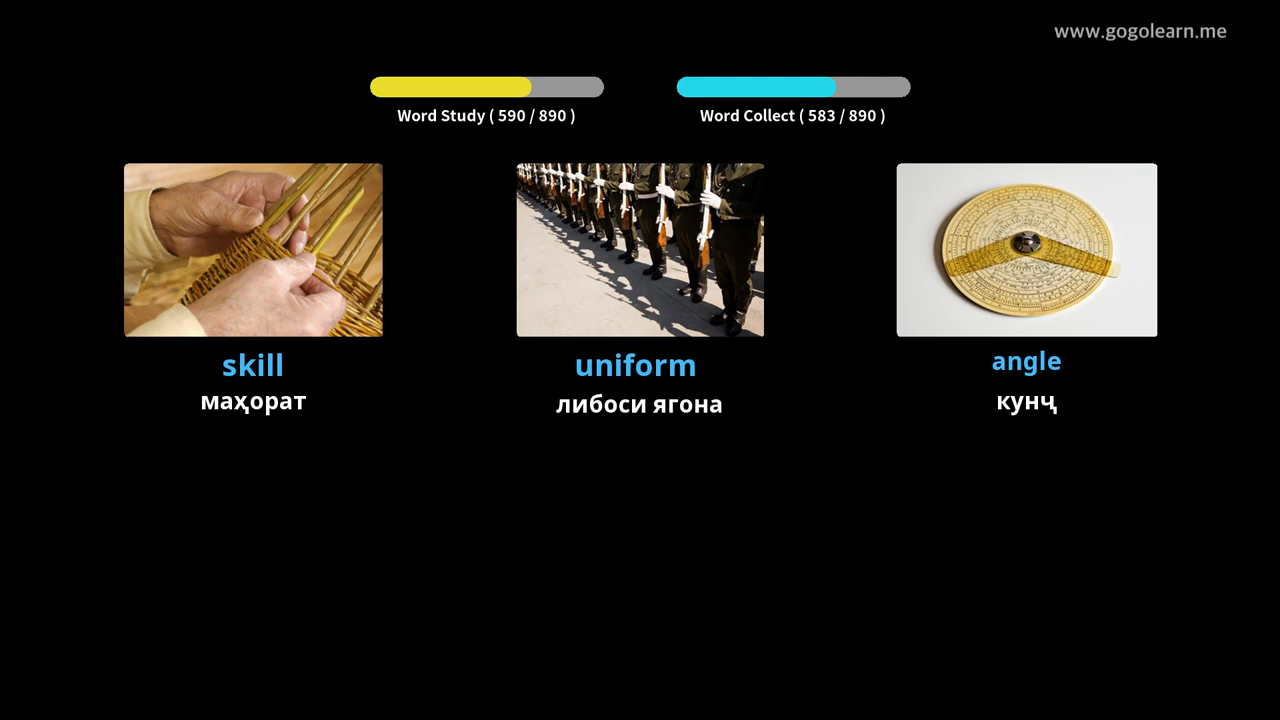 www.gogolearn.me
Word Study ( 590 / 890 )
Word Collect ( 583 / 890 )
skill
uniform
angle
маҳорат
либоси ягона
кунҷ